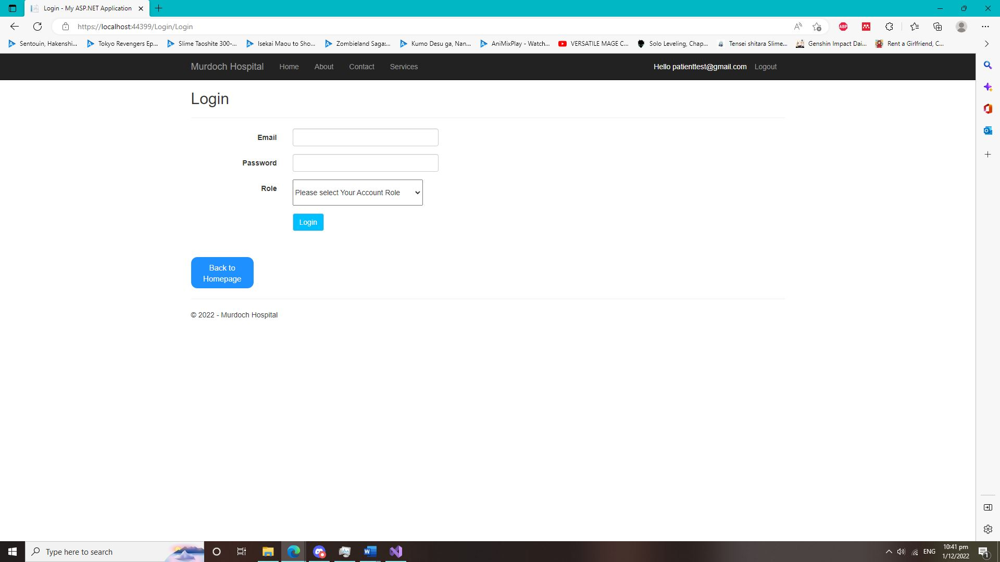 Login - My ASP.NET Application
https://localhost:44399/Login/Login
ABP
Sentouin, Hakenshi... Tokyo Revengers Ep... Slime Taoshite 300-... Isekai Maou to Sho... Zombieland Saga:... Kumo Desu ga, Nan... AniMixPlay - Watch... VERSATILE MAGE C... Solo Leveling, Chap... Tensei shitara Slime... Genshin Impact Dai... Rent a Girlfriend, C...
Murdoch Hospital Home About Contact Services Hello patienttest@gmail.com Logout
Login
Email
Password
Role Please select Your Account Role
Login
Back to
Homepage
© 2022 - Murdoch Hospital
Type here to search
ENG
10:41 pm
1/12/2022
1